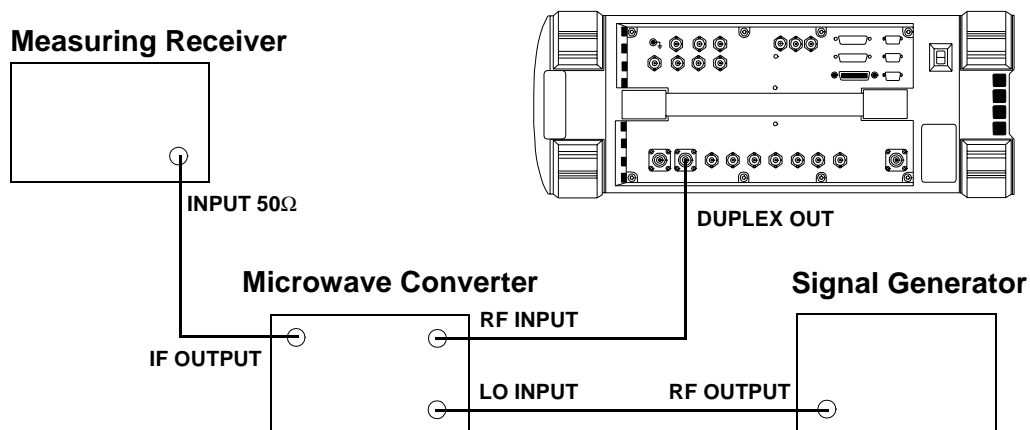 Measuring Receiver
INPUT 50Ω
DUPLEX OUT
Microwave Converter
Signal Generator
RF INPUT
IF OUTPUT
LO INPUT
RF OUTPUT